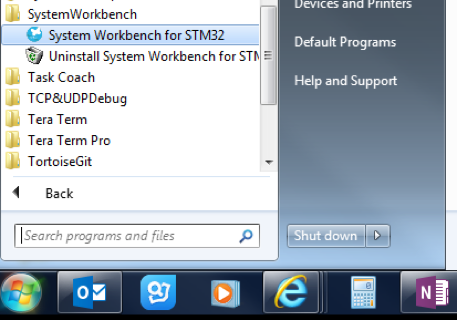 SystemWorkbench
System Workbench for STM32
Uninstall System Workbench for STM
Task Coach
TCP&UDPDebug
Tera Term
Tera Term Pro
TortoiseGit
Back
Search programs and files
Devices and Printers
Default Programs
Help and Support
Shut down